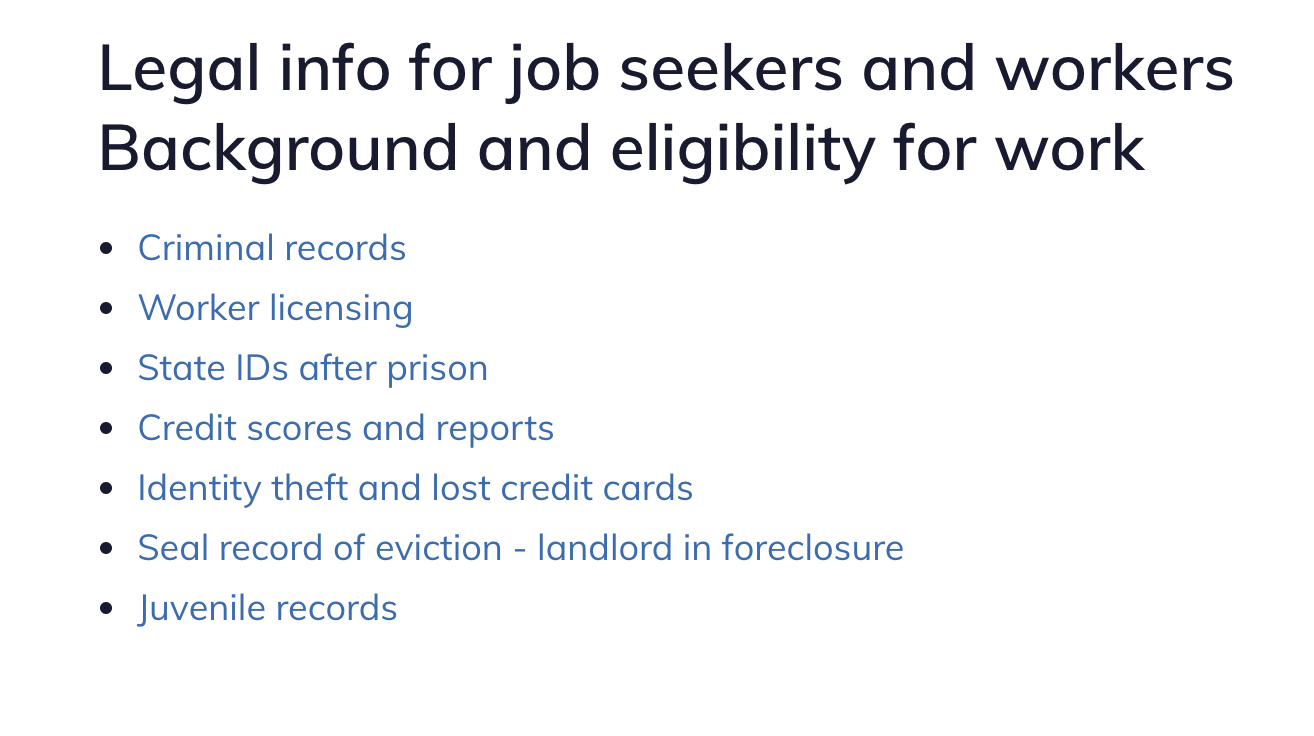 Legal info for job seekers and workers
Background and eligibility for work
• Criminal records
• Worker licensing
• State IDs after prison
• Credit scores and reports
• Identity theft and lost credit cards
• Seal record of eviction - landlord in foreclosure
• Juvenile records